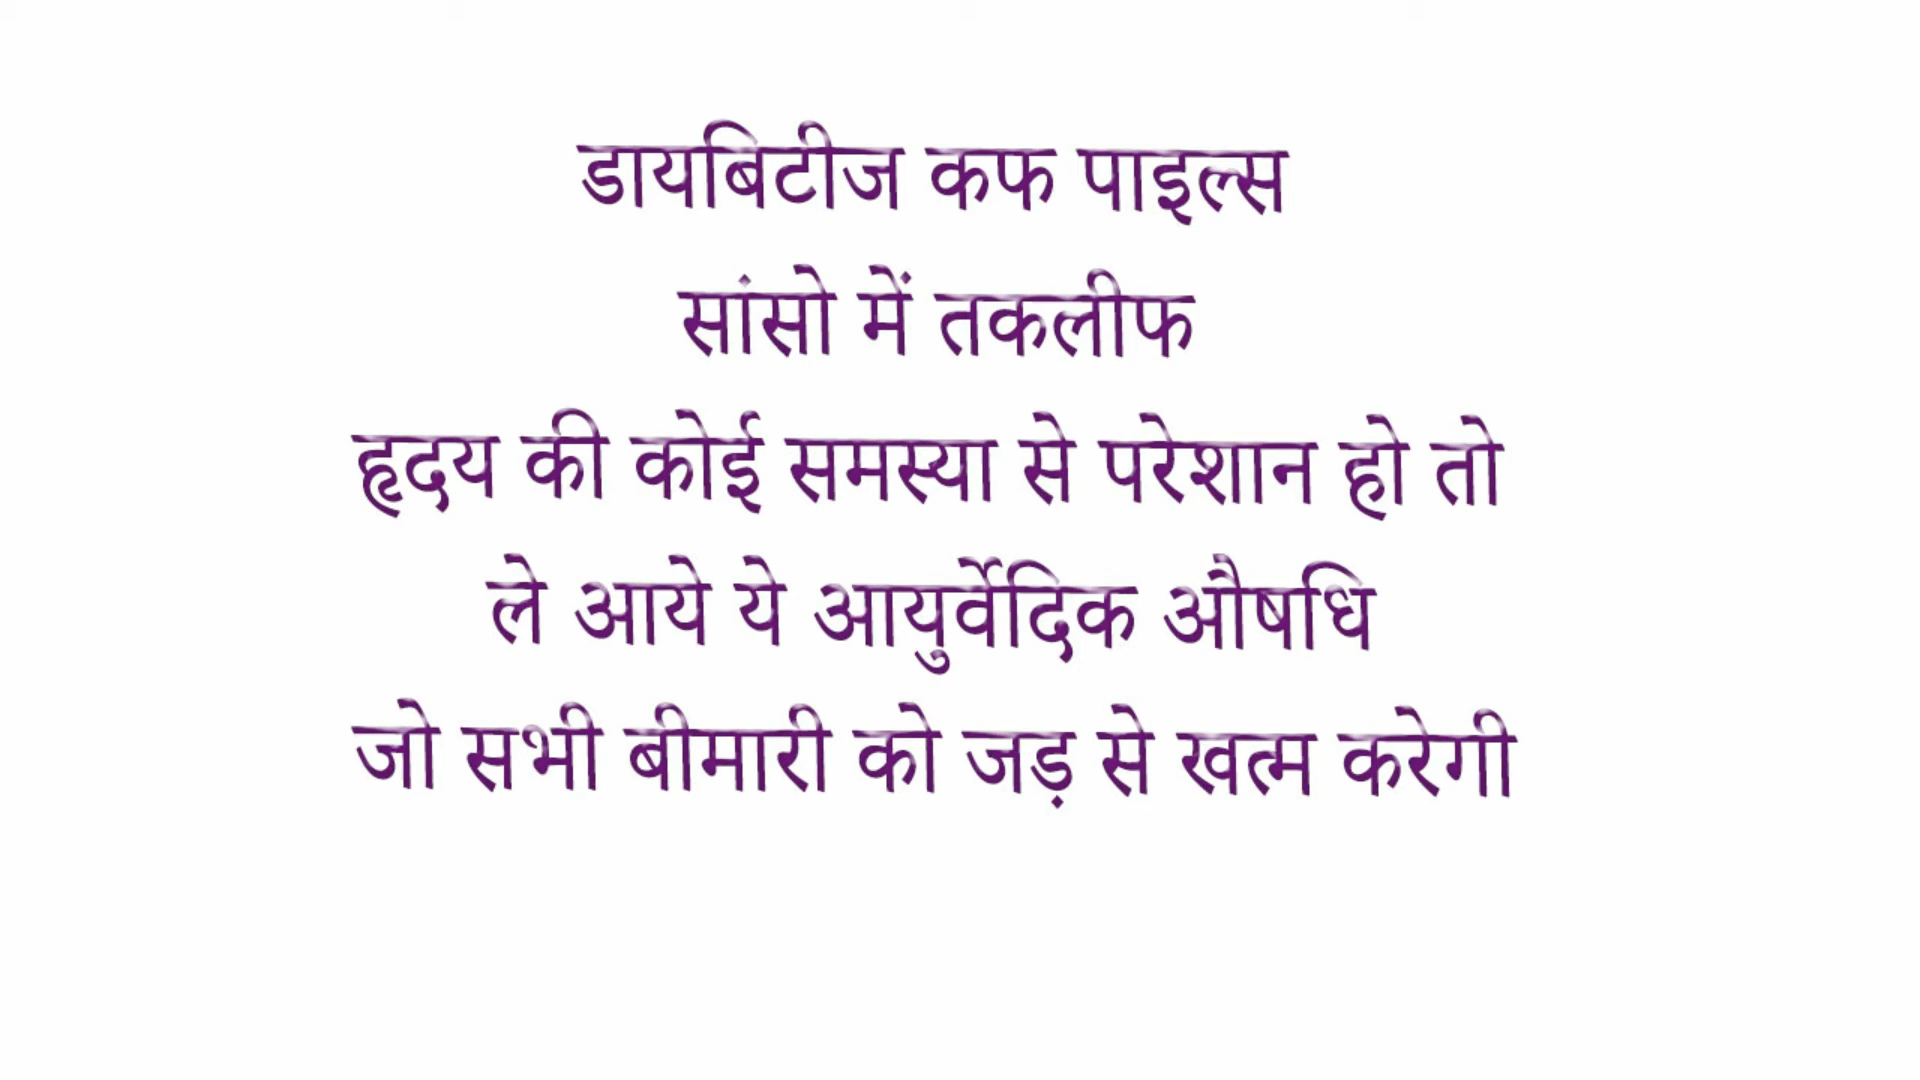 डायबिटीज कफ पाइल्स
सांसो में तकलीफ
हृदय की कोई समस्या से परेशान हो तो
ले आये ये आयुर्वेदिक औषधि
जो सभी बीमारी को जड़ से खत्म करेगी